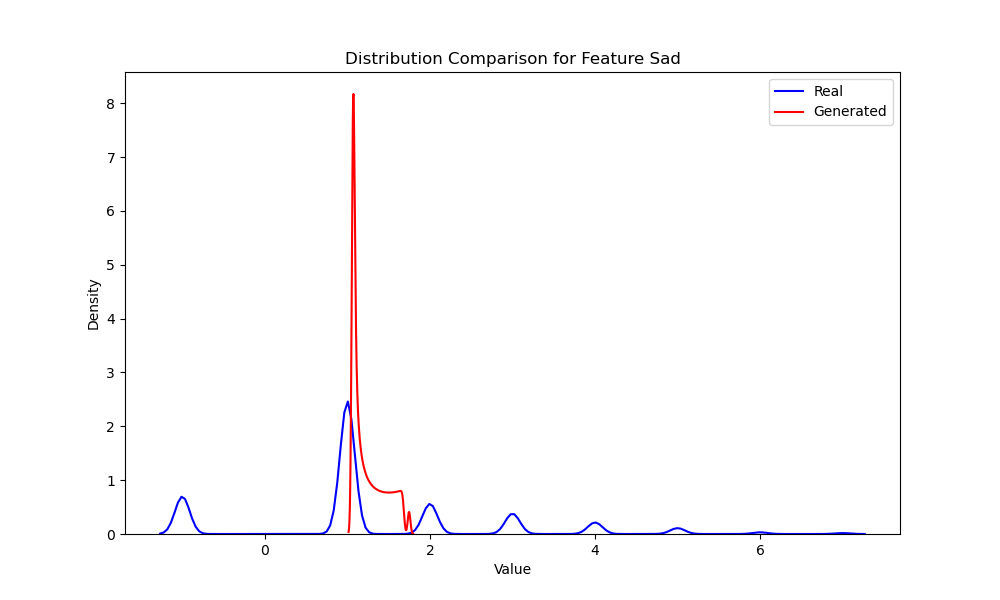 Distribution Comparison for Feature Sad
Real
Generated
Density
8
7
6
5
4
3
2
1
0
0 2 4 6
Value